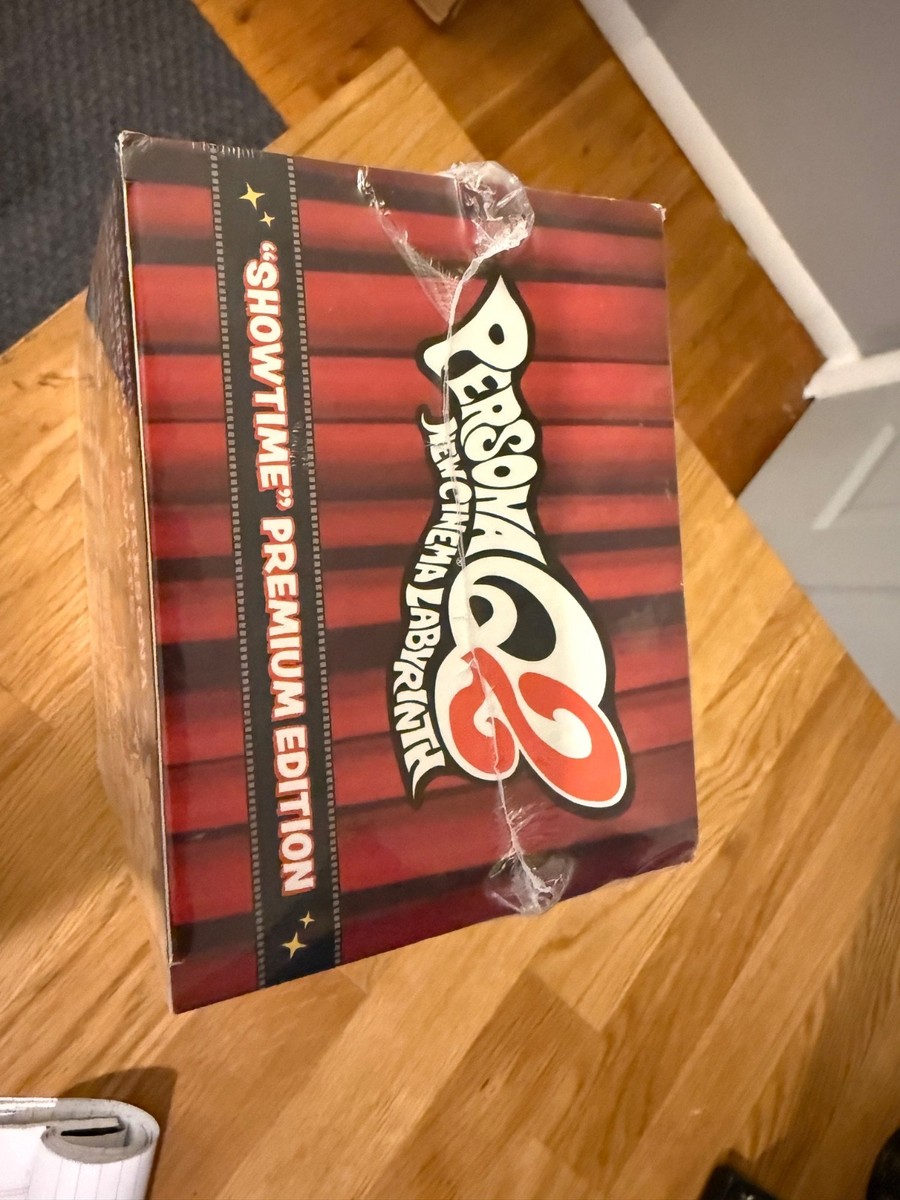 PERSONA Q2
NEW CINEMA LABYRINTH
"SHOWTIME" PREMIUM EDITION